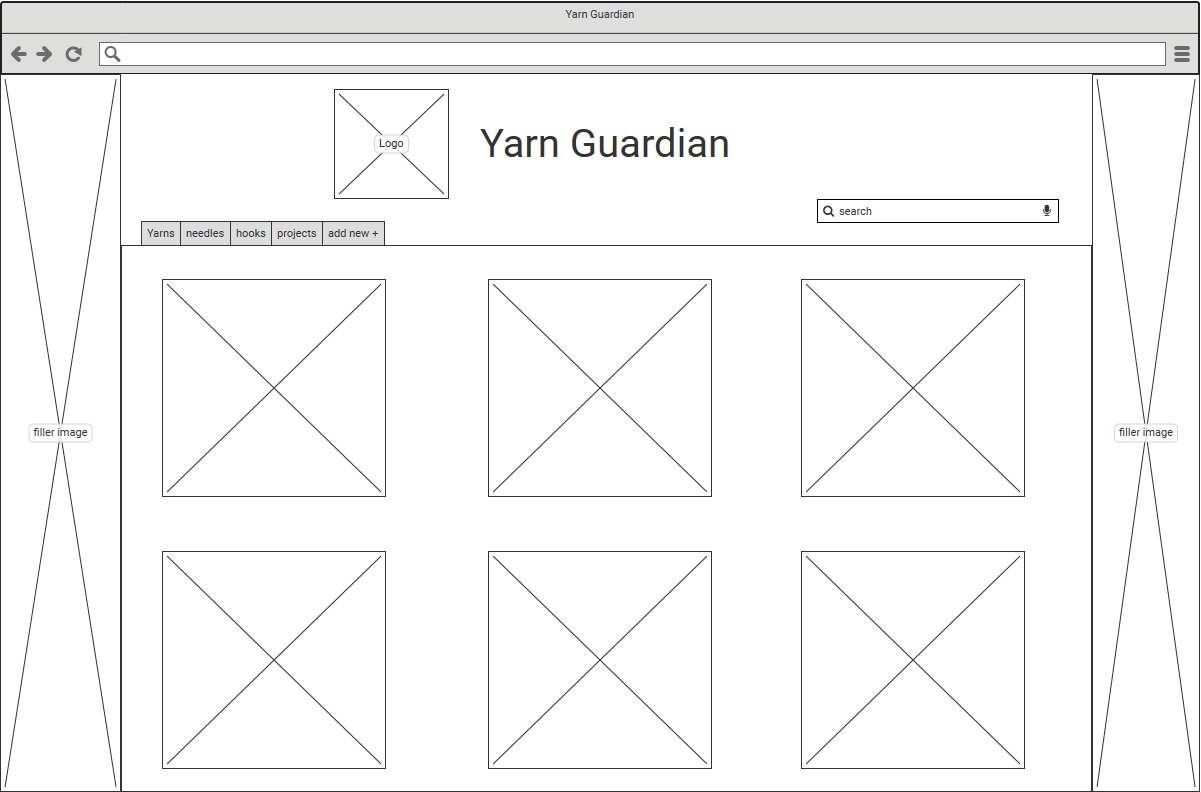 Yarn Guardian
Logo
Yarn Guardian
search
Yarns needles hooks projects add new +
filler image
filler image